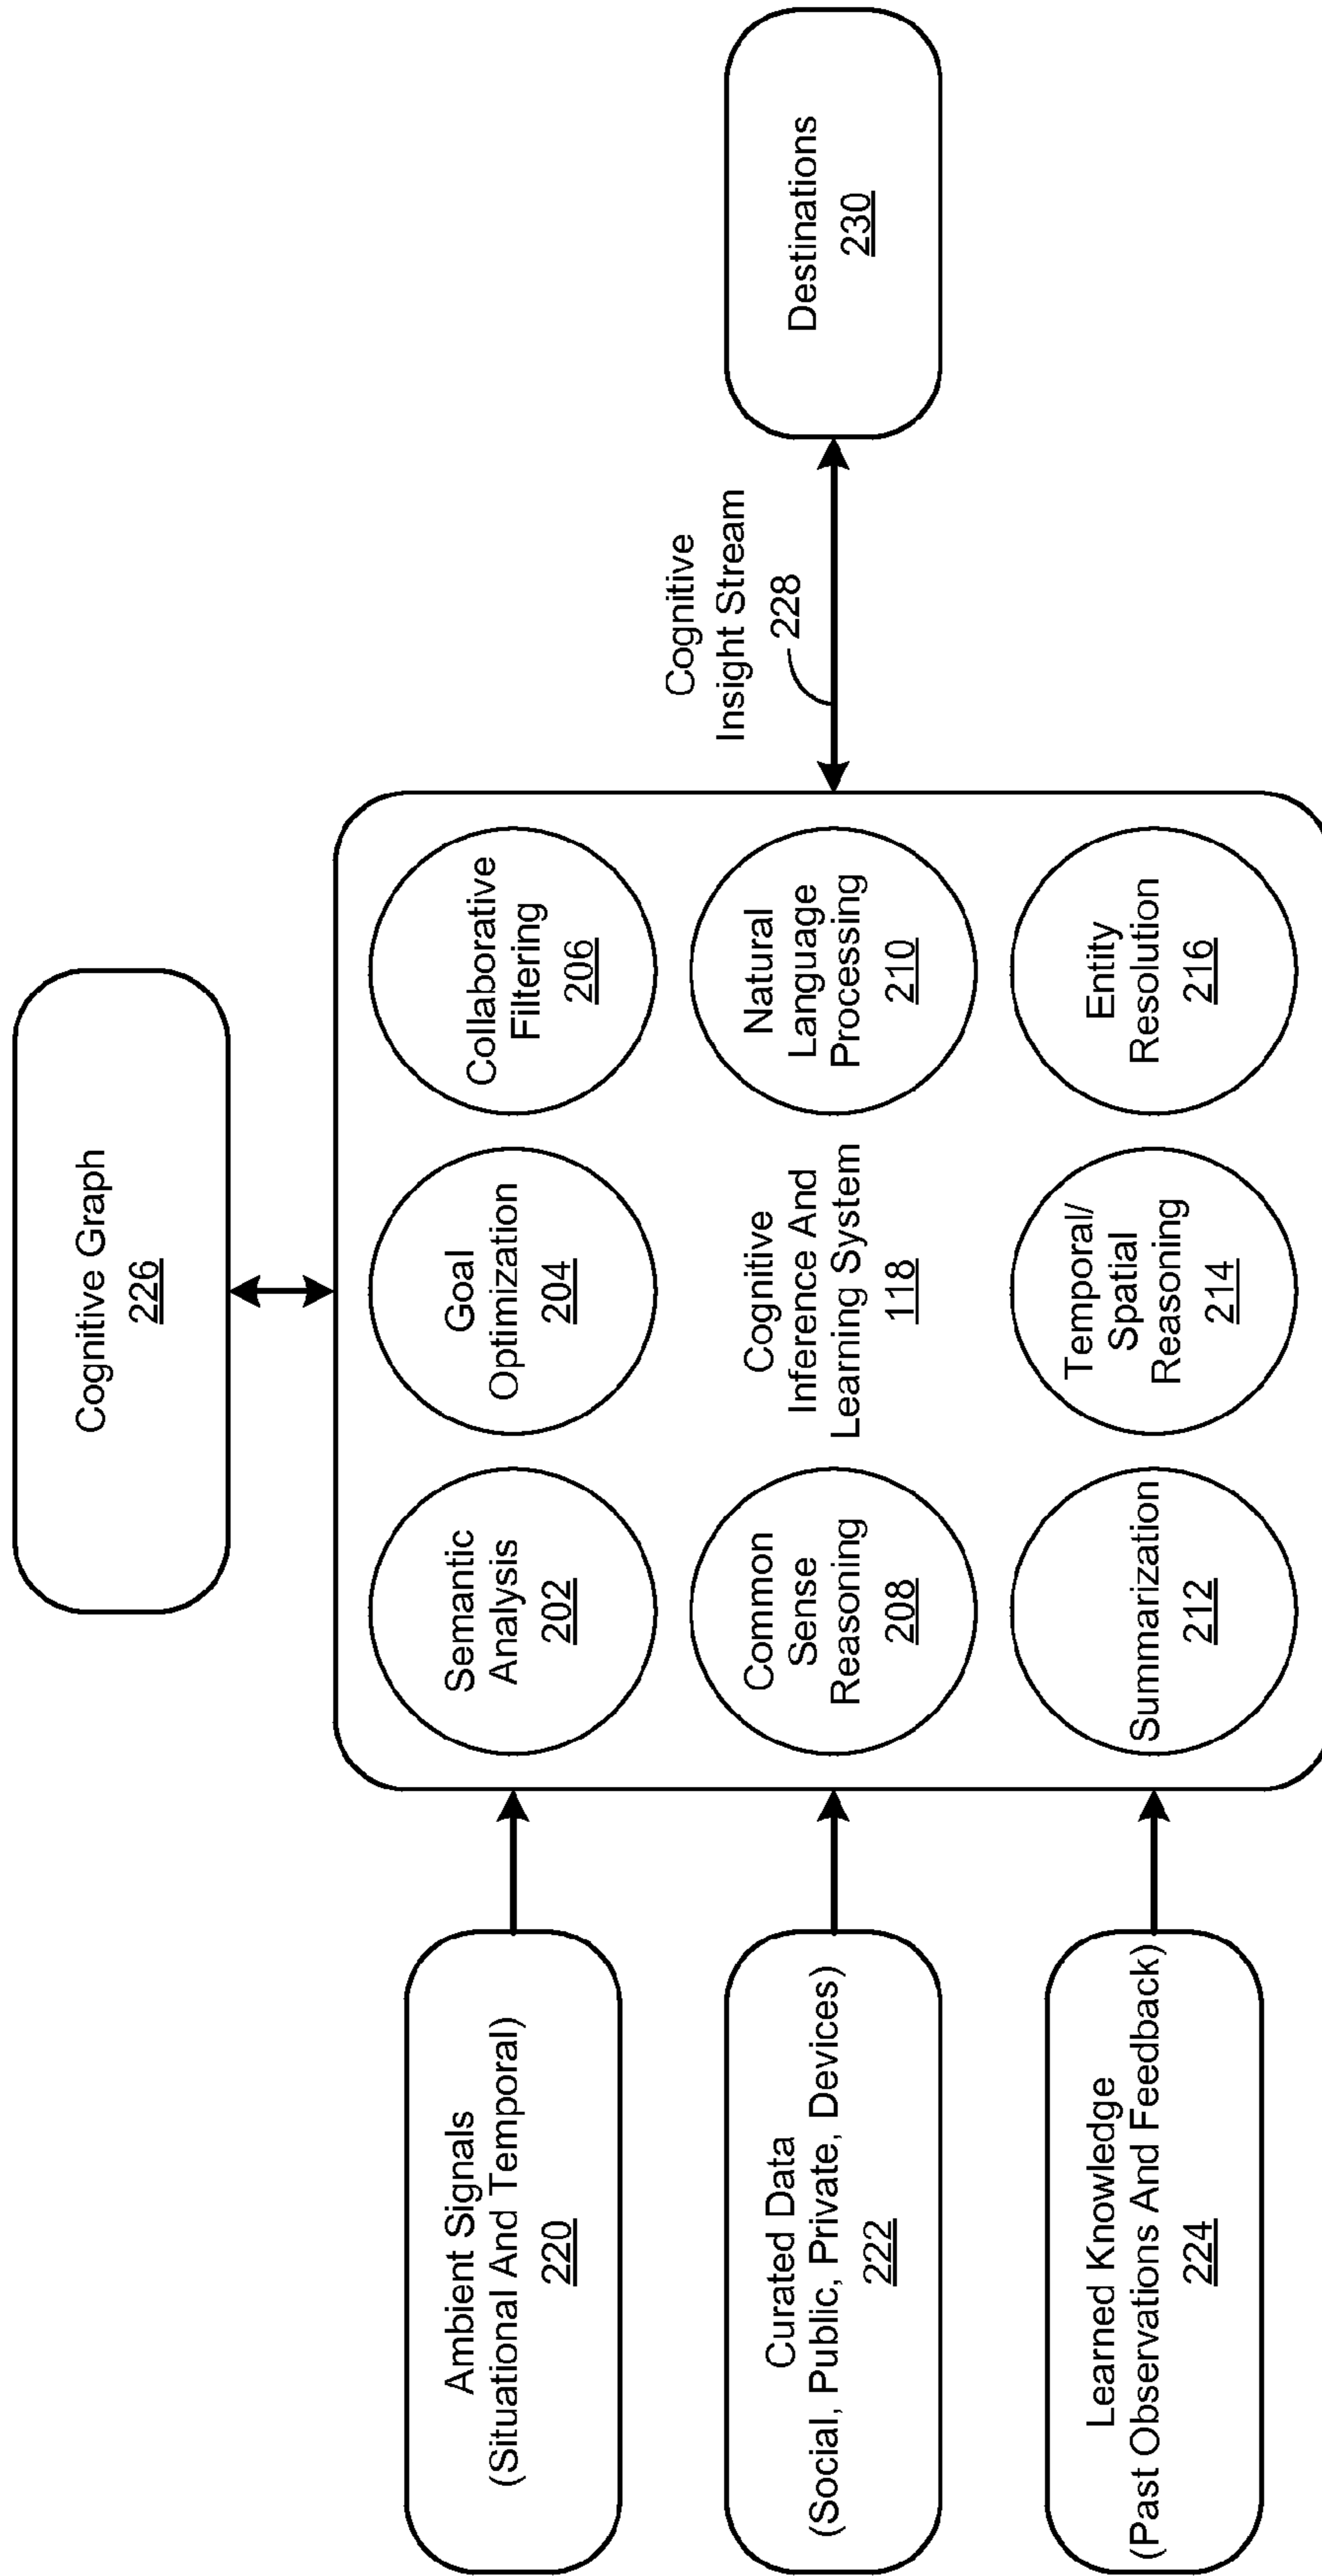 Cognitive Graph
226
Ambient Signals
(Situational And Temporal)
220
Curated Data
(Social, Public, Private, Devices)
222
Learned Knowledge
(Past Observations And Feedback)
224
Semantic
Analysis
202
Goal
Optimization
204
Collaborative
Filtering
206
Common
Sense
Reasoning
208
Cognitive
Inference And
Learning System
118
Natural
Language
Processing
210
Summarization
212
Temporal/
Spatial
Reasoning
214
Entity
Resolution
216
Cognitive
Insight Stream
228
Destinations
230